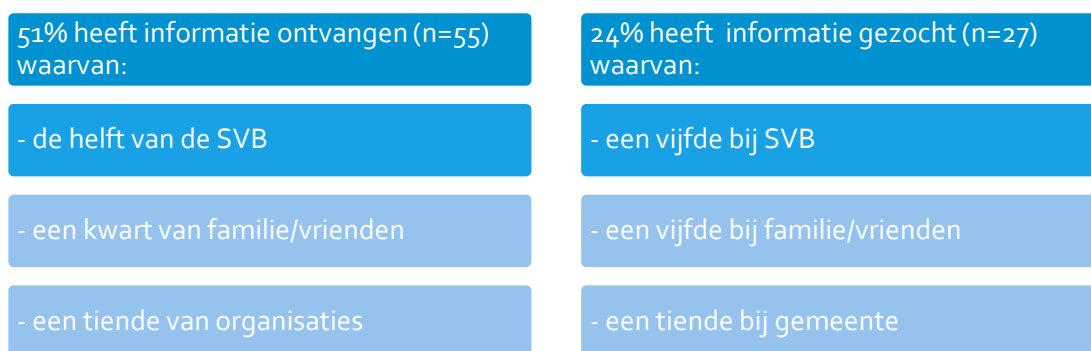 51% heeft informatie ontvangen (n=55)
waarvan:
- de helft van de SVB
- een kwart van familie/vrienden
- een tiende van organisaties
24% heeft  informatie gezocht (n=27)
waarvan:
- een vijfde bij SVB
- een vijfde bij familie/vrienden
- een tiende bij gemeente